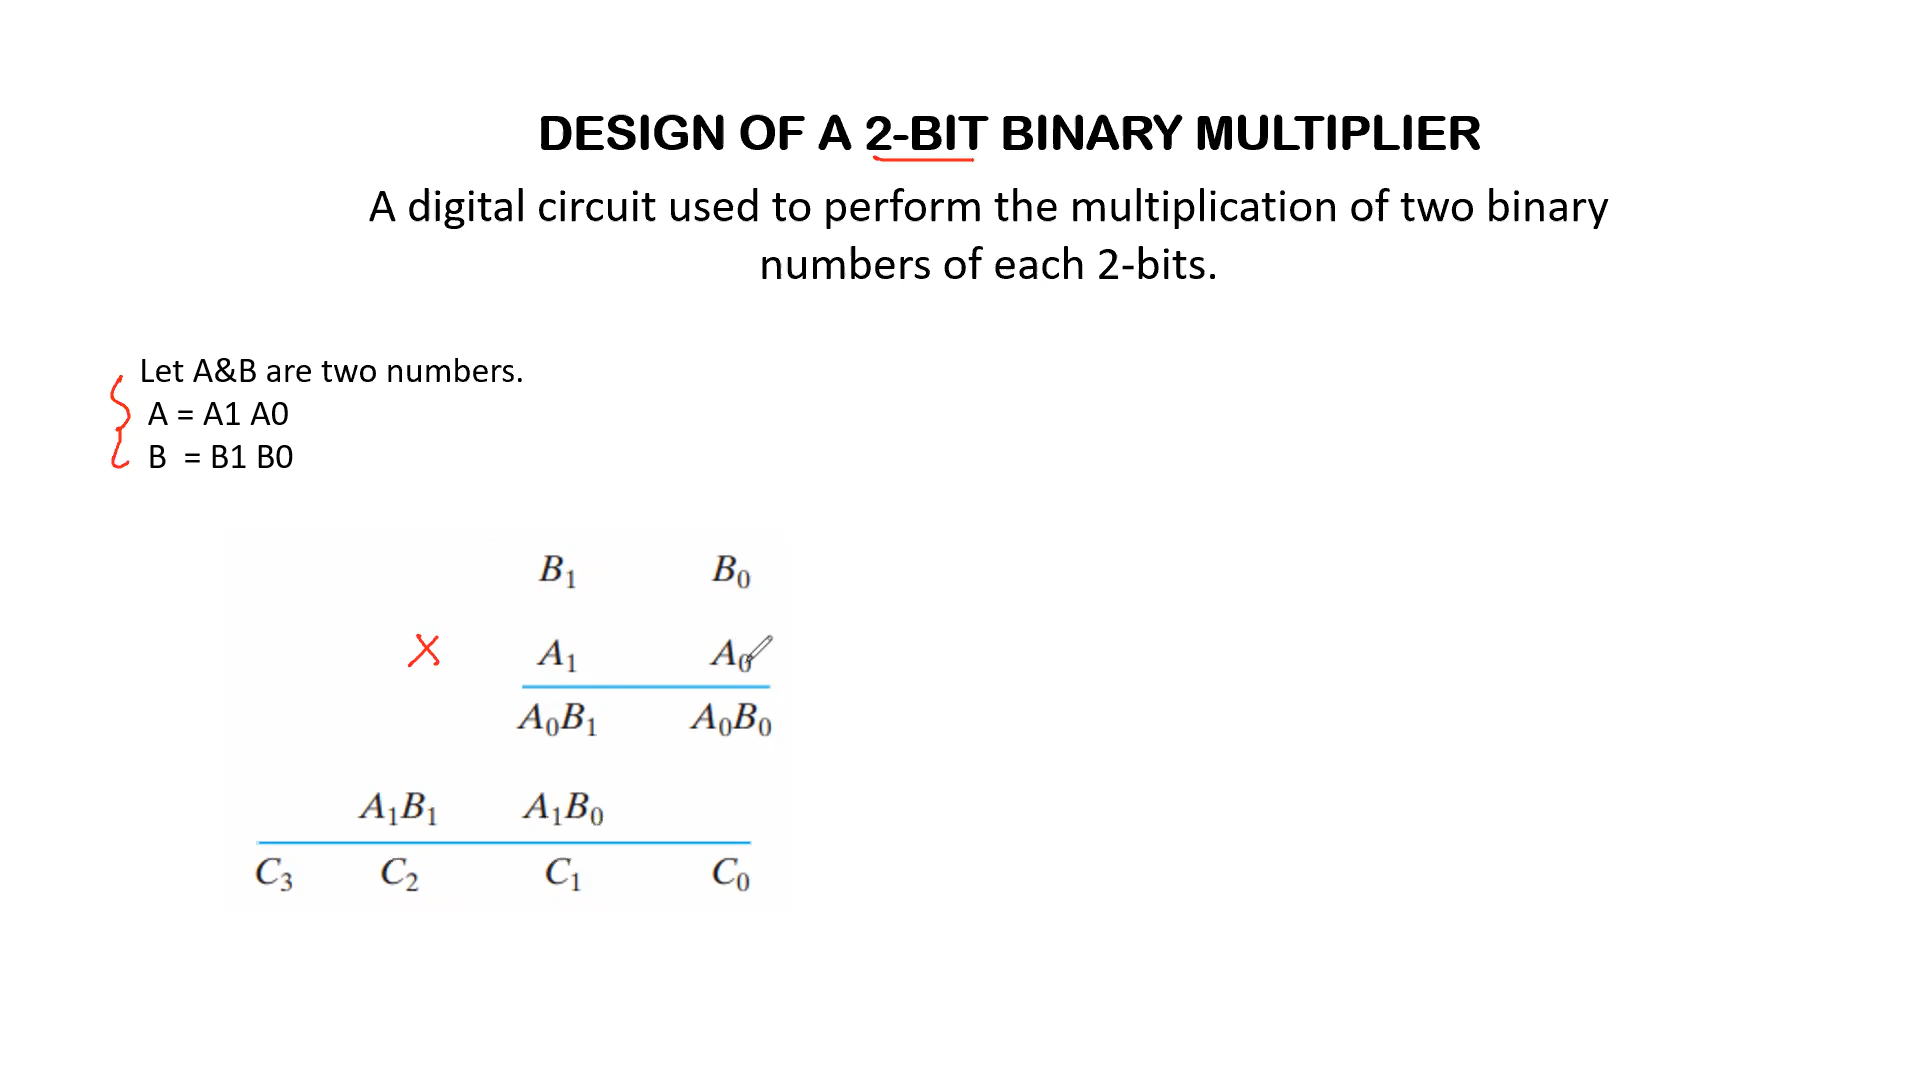 DESIGN OF A 2-BIT BINARY MULTIPLIER
A digital circuit used to perform the multiplication of two binary
numbers of each 2-bits.
Let A&B are two numbers.
A = A1 A0
B = B1 B0
B₁ B₀
X A₁ A₀
A₀B₁ A₀B₀
A₁B₁ A₁B₀
C₃ C₂ C₁ C₀